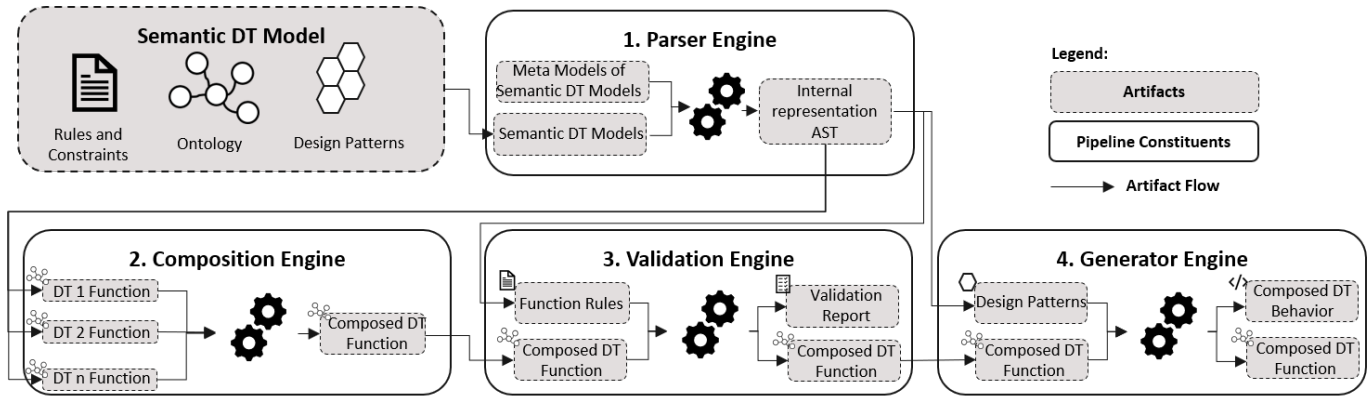 Semantic DT Model
Rules and
Constraints
Ontology
Design Patterns
1. Parser Engine
Meta Models of
Semantic DT Models
Semantic DT Models
Internal
representation
AST
Legend:
Artifacts
Pipeline Constituents
Artifact Flow
2. Composition Engine
DT 1 Function
DT 2 Function
DT n Function
Composed DT
Function
3. Validation Engine
Function Rules
Composed DT
Function
Validation
Report
Composed DT
Function
4. Generator Engine
Design Patterns
Composed DT
Function
</>
Composed DT
Behavior
Composed DT
Function